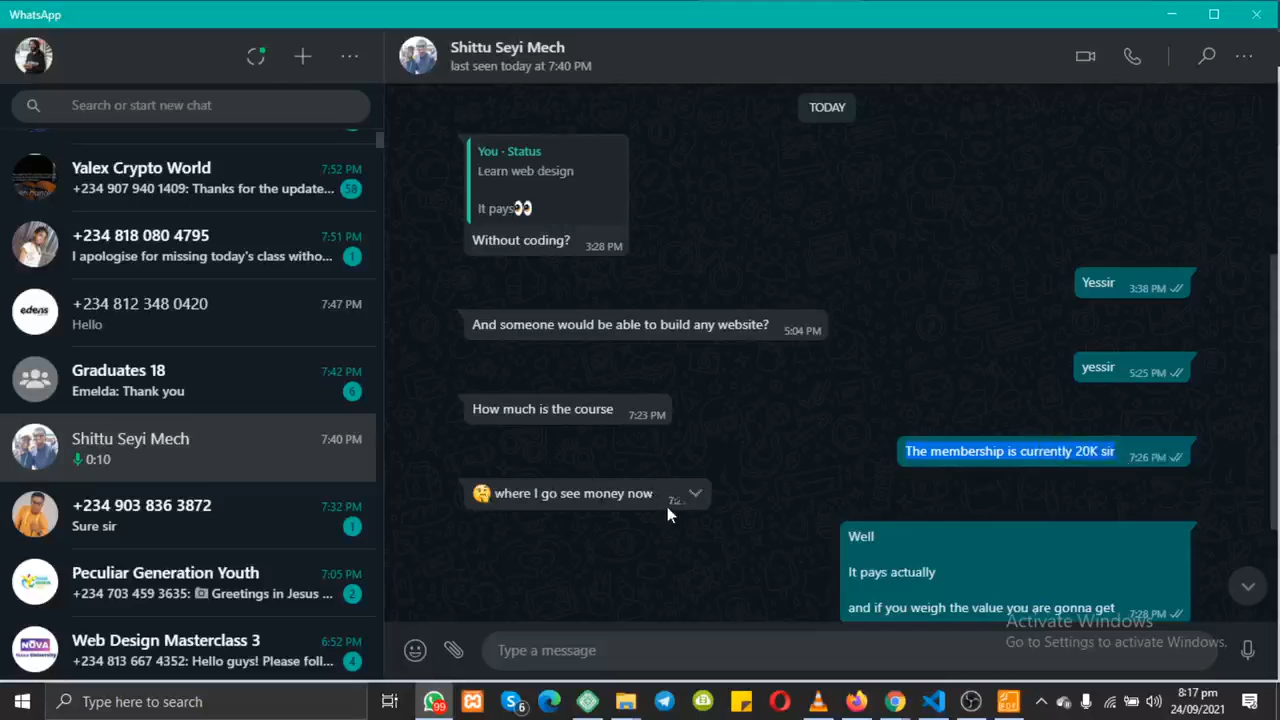 WhatsApp
Shittu Seyi Mech
last seen today at 7:40 PM
Search or start new chat
Yalex Crypto World
7:52 PM
+234 907 940 1409: Thanks for the update...
58
+234 818 080 4795
7:51 PM
I apologise for missing today's class witho...
1
+234 812 348 0420
7:47 PM
Hello
edens
Graduates 18
7:42 PM
Emelda: Thank you
6
Shittu Seyi Mech
7:40 PM
0:10
+234 903 836 3872
7:32 PM
Sure sir
1
Peculiar Generation Youth
7:05 PM
+234 703 459 3635: Greetings in Jesus ...
2
Web Design Masterclass 3
6:52 PM
+234 813 667 4352: Hello guys! Please foll...
4
NOVA
TODAY
You · Status
Learn web design
It pays👀
Without coding?
3:28 PM
Yessir
3:38 PM
And someone would be able to build any website?
5:04 PM
yessir
5:25 PM
How much is the course
7:23 PM
The membership is currently 20K sir
7:26 PM
🤔 where I go see money now
Well
It pays actually
and if you weigh the value you are gonna get
7:28 PM
Activate Windows
Go to Settings to activate Windows.
Type a message
Type here to search
99
6
8:17 pm
24/09/2021